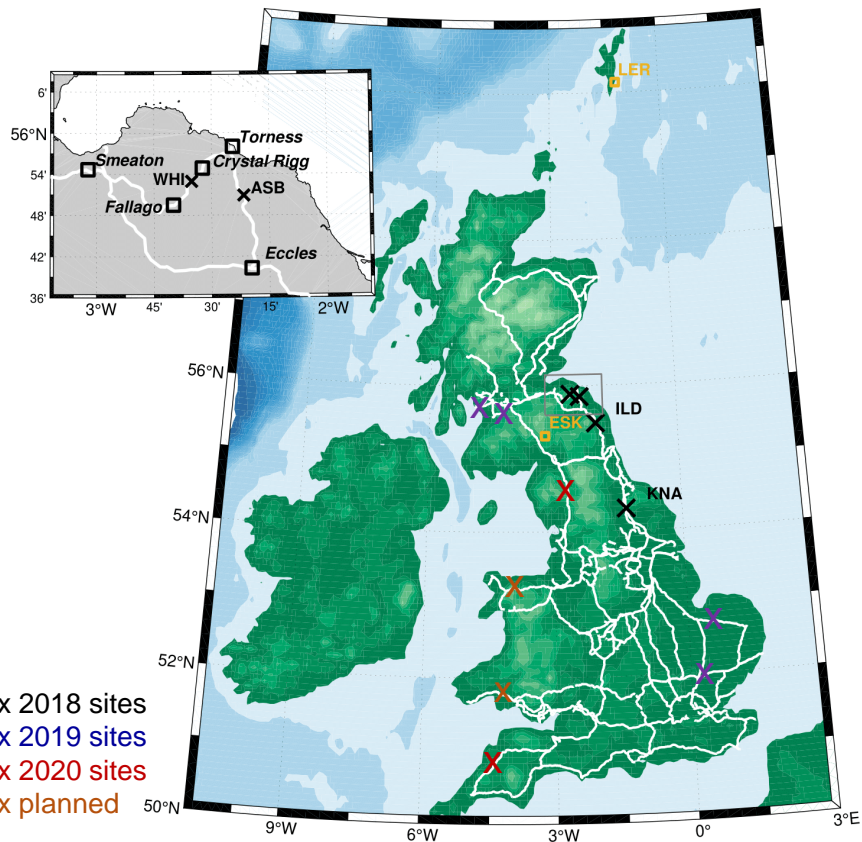 LER
6'
56°N
54'
48'
42'
36'
3°W
45'
30'
15'
2°W
Torness
Smeaton
Crystal Rigg
WHI
ASB
Fallago
Eccles
56°N
ILD
ESK
KNA
54°N
52°N
x 2018 sites
x 2019 sites
x 2020 sites
x planned
50°N
9°W
6°W
3°W
0°
3°E